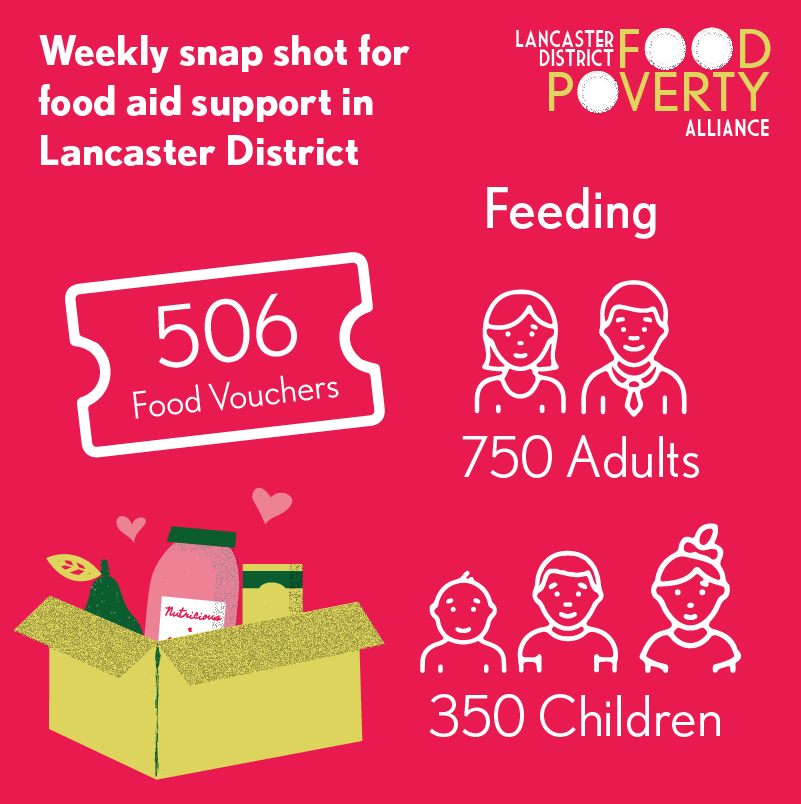 Weekly snap shot for
food aid support in
Lancaster District
LANCASTER
DISTRICT
FOOD
POVERTY
ALLIANCE
Feeding
506
Food Vouchers
750 Adults
Nutricious
350 Children